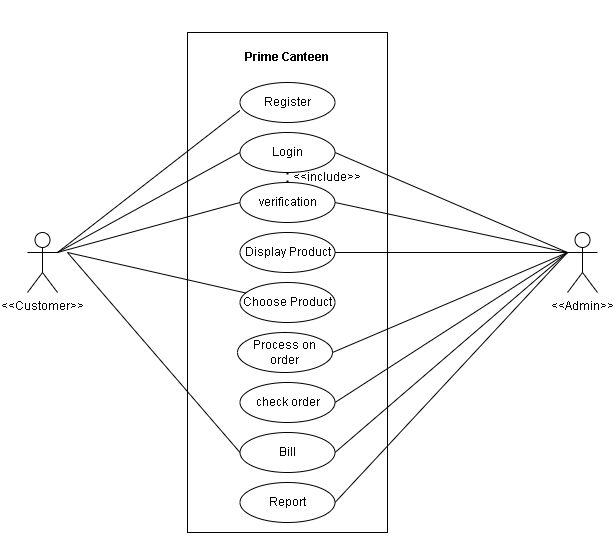 Prime Canteen
Register
Login
<<include>>
verification
Display Product
<<Customer>>
Choose Product
<<Admin>>
Process on
order
check order
Bill
Report